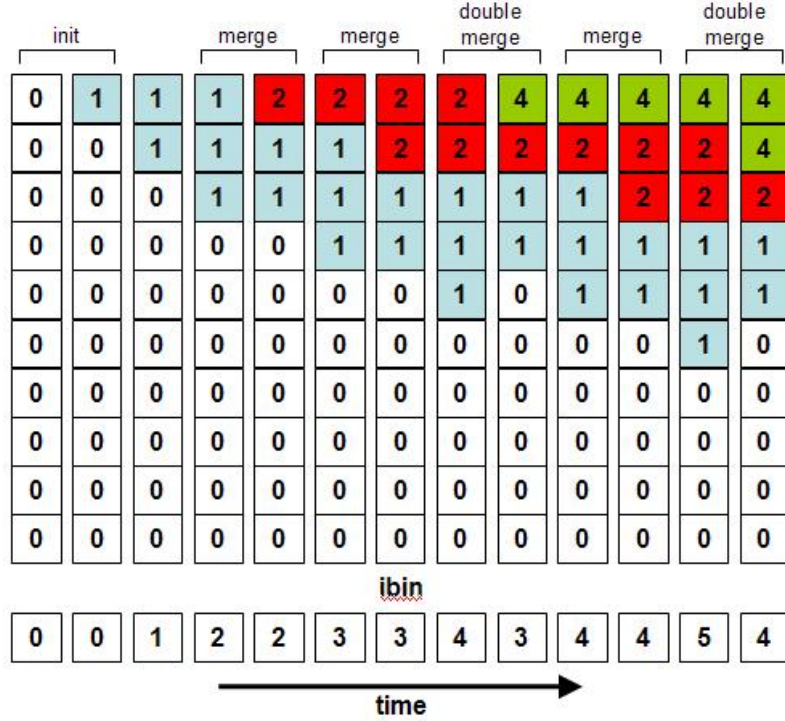 double double
init merge merge merge merge merge
0 1 1 1 2 2 2 2 4 4 4 4 4
0 0 1 1 1 1 2 2 2 2 2 2 4
0 0 0 1 1 1 1 1 1 1 2 2 2
0 0 0 0 0 1 1 1 1 1 1 1 1
0 0 0 0 0 0 0 1 0 1 1 1 1
0 0 0 0 0 0 0 0 0 0 0 1 0
0 0 0 0 0 0 0 0 0 0 0 0 0
0 0 0 0 0 0 0 0 0 0 0 0 0
0 0 0 0 0 0 0 0 0 0 0 0 0
0 0 0 0 0 0 0 0 0 0 0 0 0
ibin
0 0 1 2 2 3 3 4 3 4 4 5 4
time